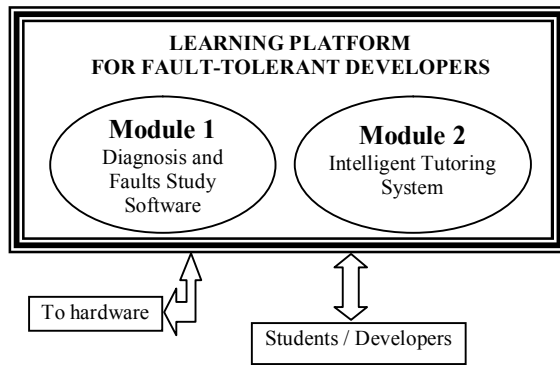 LEARNING PLATFORM
FOR FAULT-TOLERANT DEVELOPERS
Module 1
Diagnosis and
Faults Study
Software
Module 2
Intelligent Tutoring
System
To hardware
Students / Developers